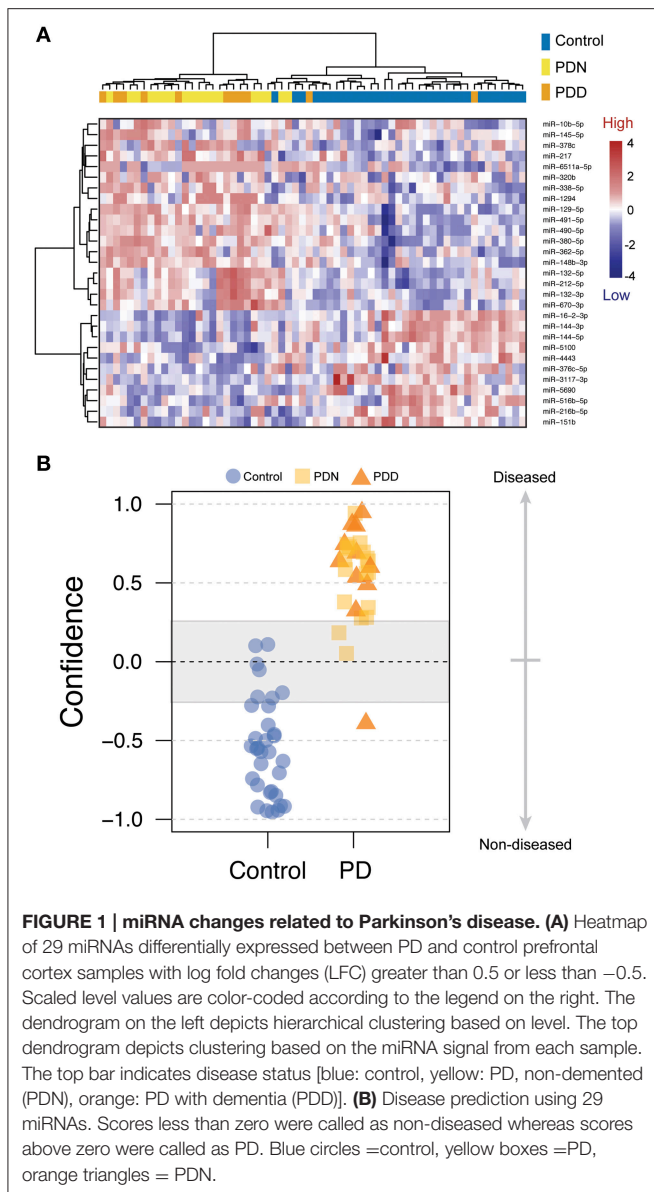 A
Control
PDN
PDD
High
4
2
0
-2
-4
Low
miR-10b-5p
miR-145-5p
miR-378c
miR-217
miR-6511a-5p
miR-320b
miR-338-5p
miR-1294
miR-129-5p
miR-491-5p
miR-490-5p
miR-380-5p
miR-362-5p
miR-148b-3p
miR-132-5p
miR-212-5p
miR-132-3p
miR-670-3p
miR-16-2-3p
miR-144-3p
miR-144-5p
miR-5100
miR-4443
miR-376c-5p
miR-3117-3p
miR-5690
miR-516b-5p
miR-216b-5p
miR-151b
B
Control PDN PDD
Confidence
1.0
0.5
0.0
−0.5
−1.0
Control PD
Diseased
Non-diseased
FIGURE 1 | miRNA changes related to Parkinson's disease. (A) Heatmap
of 29 miRNAs differentially expressed between PD and control prefrontal
cortex samples with log fold changes (LFC) greater than 0.5 or less than −0.5.
Scaled level values are color-coded according to the legend on the right. The
dendrogram on the left depicts hierarchical clustering based on level. The top
dendrogram depicts clustering based on the miRNA signal from each sample.
The top bar indicates disease status [blue: control, yellow: PD, non-demented
(PDN), orange: PD with dementia (PDD)]. (B) Disease prediction using 29
miRNAs. Scores less than zero were called as non-diseased whereas scores
above zero were called as PD. Blue circles =control, yellow boxes =PD,
orange triangles = PDN.